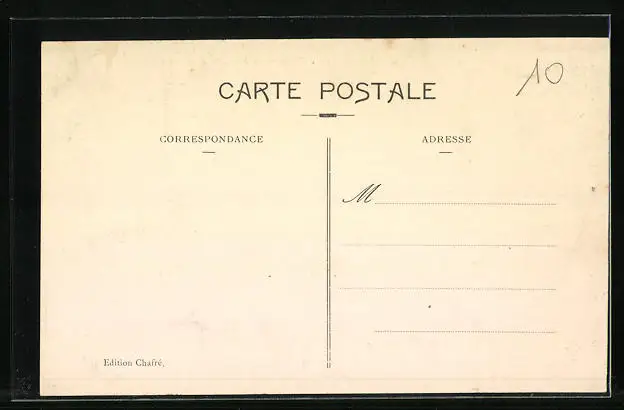 10
CARTE POSTALE
CORRESPONDANCE
ADRESSE
M
Edition Chafré.